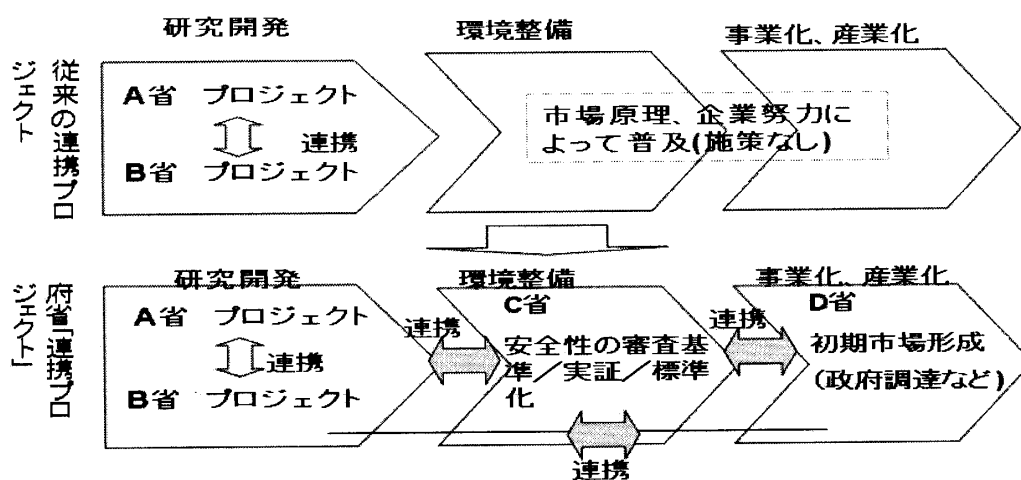 研究開発
環境整備
事業化、産業化
従来の連携プロ
ジェクト
A省 プロジェクト
連携
B省 プロジェクト
市場原理、企業努力に
よって普及(施策なし)
研究開発
環境整備
事業化、産業化
府省「連携プロ
ジェクト」
A省 プロジェクト
連携
B省 プロジェクト
連携
C省
安全性の審査基
準／実証／標準
化
連携
D省
初期市場形成
(政府調達など)
連携